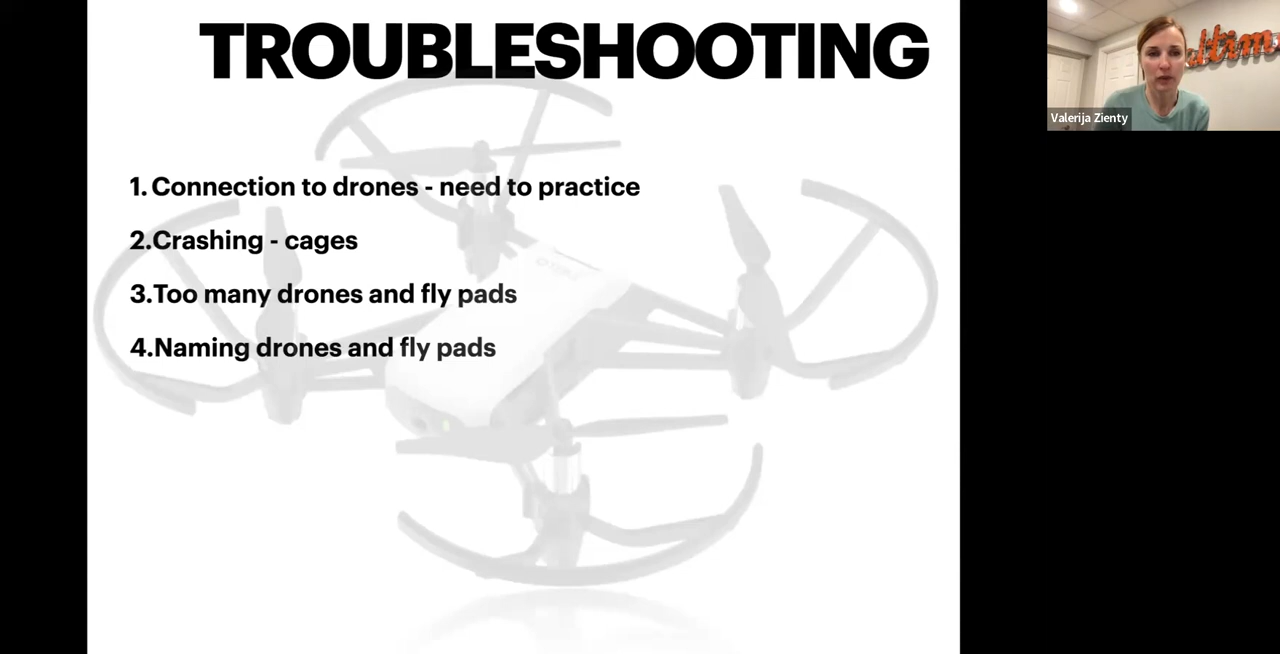 TROUBLESHOOTING
1. Connection to drones - need to practice
2.Crashing - cages
3.Too many drones and fly pads
4.Naming drones and fly pads
Valerija Zienty